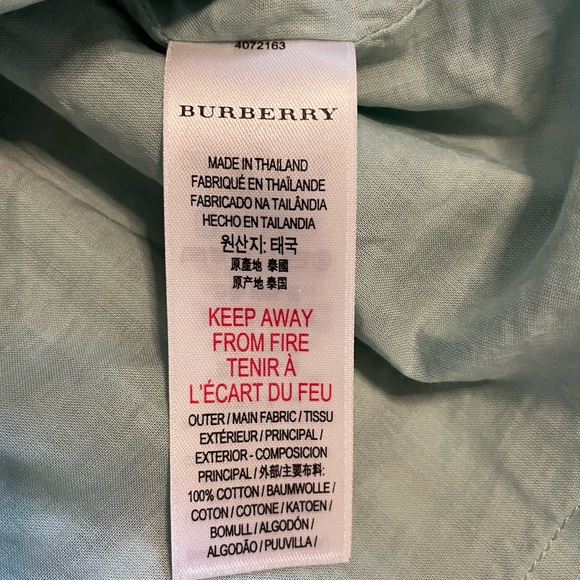 4072163
BURBERRY
MADE IN THAILAND
FABRIQUÉ EN THAÏLANDE
FABRICADO NA TAILÂNDIA
HECHO EN TAILANDIA
원산지: 태국
原產地 泰國
原产地 泰国
KEEP AWAY
FROM FIRE
TENIR À
L'ÉCART DU FEU
OUTER / MAIN FABRIC / TISSU
EXTÉRIEUR / PRINCIPAL /
EXTERIOR - COMPOSICION
PRINCIPAL / 外部/主要布料:
100% COTTON / BAUMWOLLE /
COTON / COTONE / KATOEN /
BOMULL / ALGODÓN /
ALGODÃO / PUUVILLA /